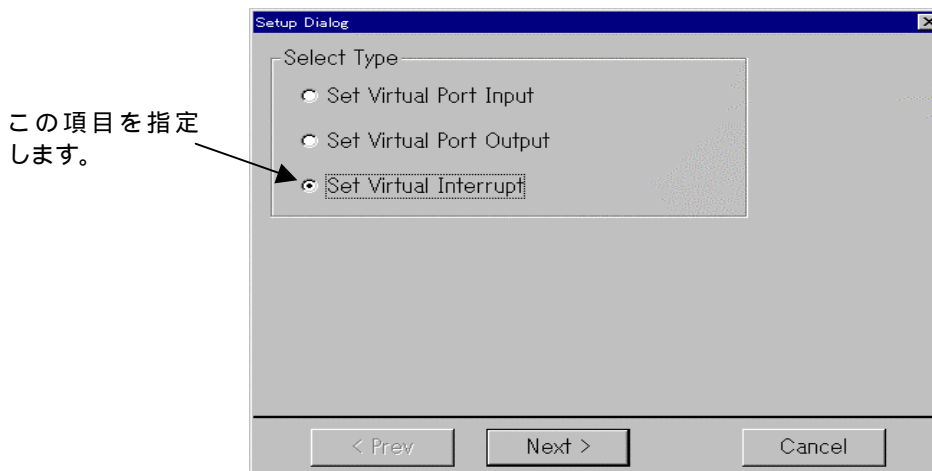 Setup Dialog
Select Type
Set Virtual Port Input
この項目を指定
します。
Set Virtual Port Output
Set Virtual Interrupt
< Prev
Next >
Cancel